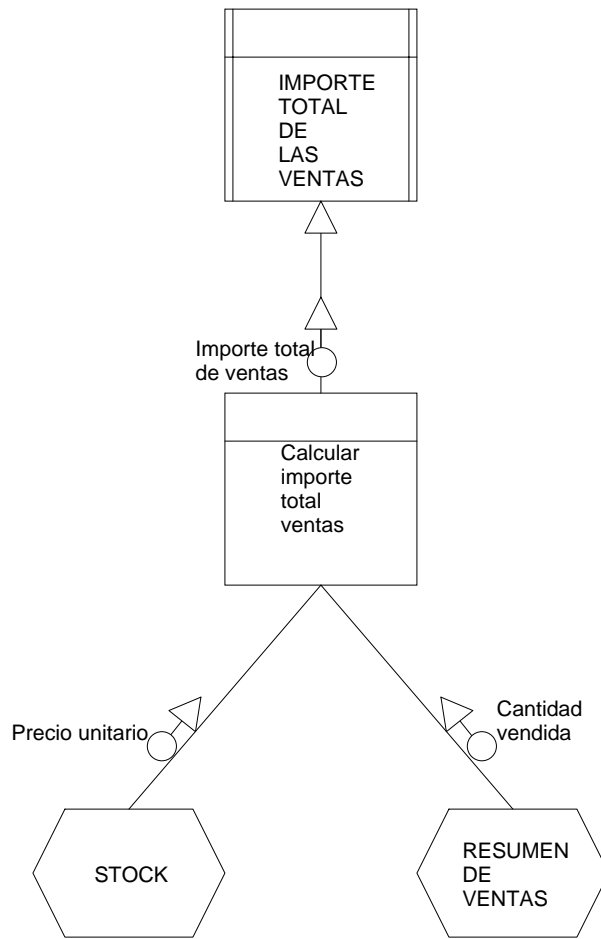 IMPORTE
TOTAL
DE
LAS
VENTAS
Importe total
de ventas
Calcular
importe
total
ventas
Precio unitario
Cantidad
vendida
STOCK
RESUMEN
DE
VENTAS